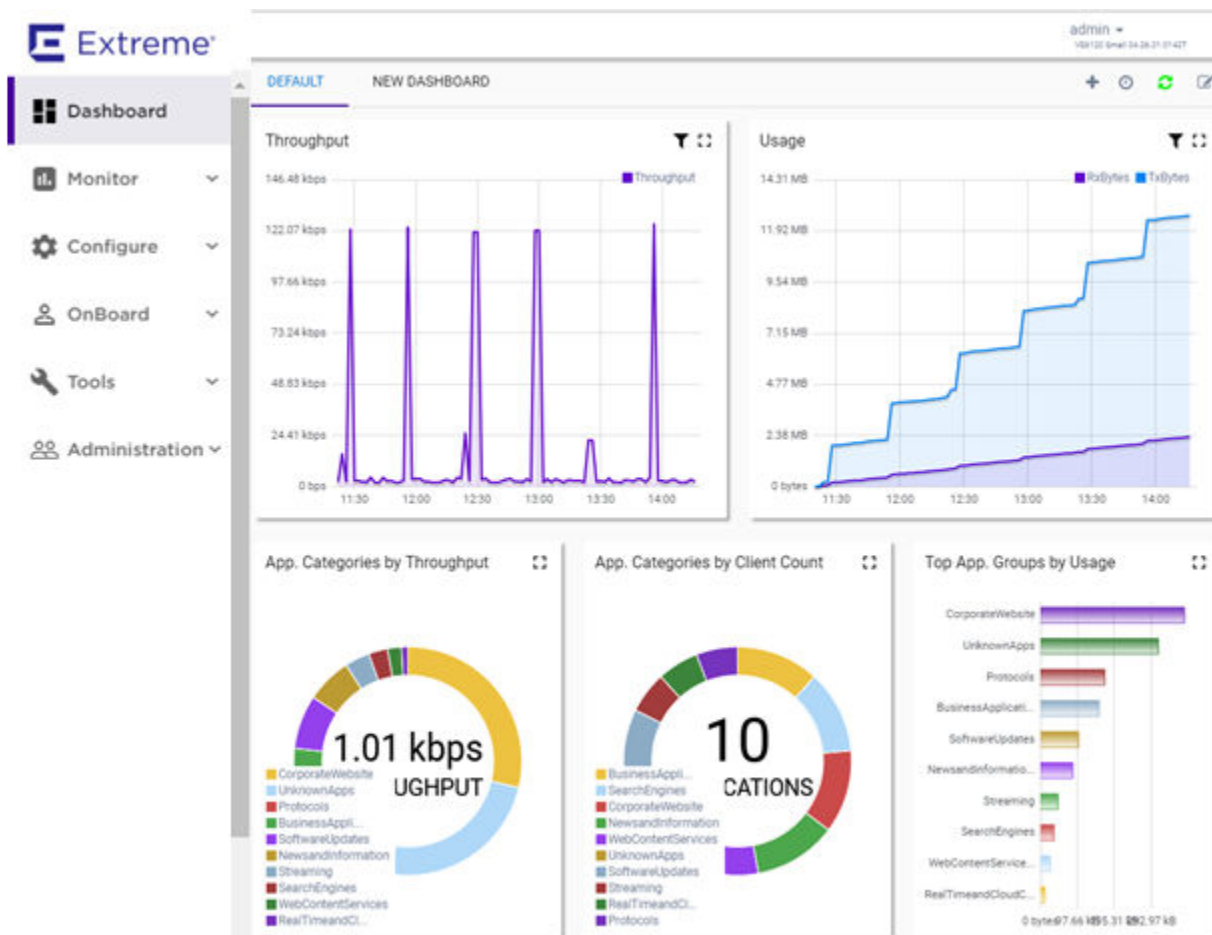 Extreme
admin
Dashboard
Monitor
Configure
OnBoard
Tools
Administration
DEFAULT
NEW DASHBOARD
Throughput
146.48 kbps
122.07 kbps
97.66 kbps
73.24 kbps
48.83 kbps
24.41 kbps
0 bps
Throughput
11:30 12:00 12:30 13:00 13:30 14:00
Usage
14.31 MB
11.92 MB
9.54 MB
7.15 MB
4.77 MB
2.38 MB
0 bytes
RxBytes TxBytes
11:30 12:00 12:30 13:00 13:30 14:00
App. Categories by Throughput
1.01 kbps
UGHPUT
CorporateWebsite
UnknownApps
Protocols
BusinessAppli...
SoftwareUpdates
NewsandInformation
Streaming
SearchEngines
WebContentServices
RealTimeandCl...
App. Categories by Client Count
10
CATIONS
BusinessAppli...
SearchEngines
CorporateWebsite
NewsandInformation
WebContentServices
UnknownApps
SoftwareUpdates
Streaming
RealTimeandCl...
Protocols
Top App. Groups by Usage
CorporateWebsite
UnknownApps
Protocols
BusinessApplicati...
SoftwareUpdates
NewsandInformatio...
Streaming
SearchEngines
WebContentService...
RealTimeandCloudC...
0 bytes